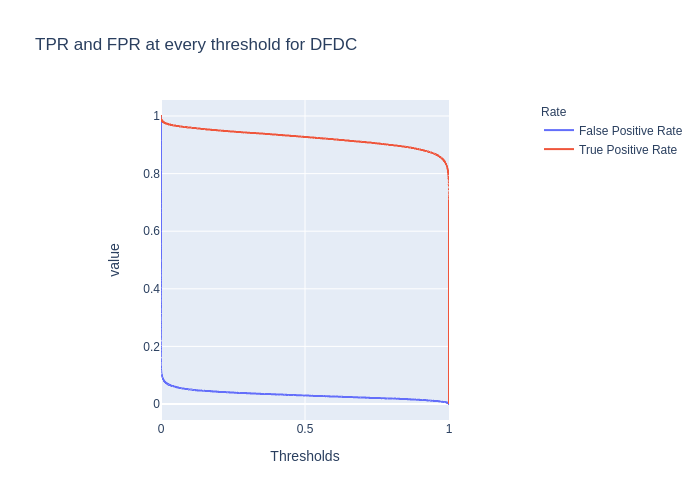 TPR and FPR at every threshold for DFDC
Rate
False Positive Rate
True Positive Rate
value
1
0.8
0.6
0.4
0.2
0
0
0.5
1
Thresholds